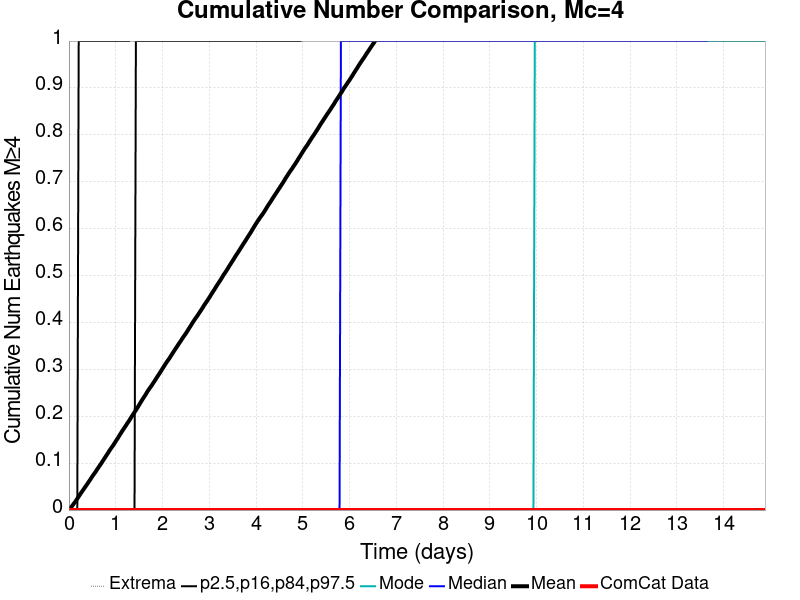 Cumulative Number Comparison, Mc=4
Cumulative Num Earthquakes M≥4
1
0.9
0.8
0.7
0.6
0.5
0.4
0.3
0.2
0.1
0
0 1 2 3 4 5 6 7 8 9 10 11 12 13 14
Time (days)
Extrema p2.5,p16,p84,p97.5 Mode Median Mean ComCat Data